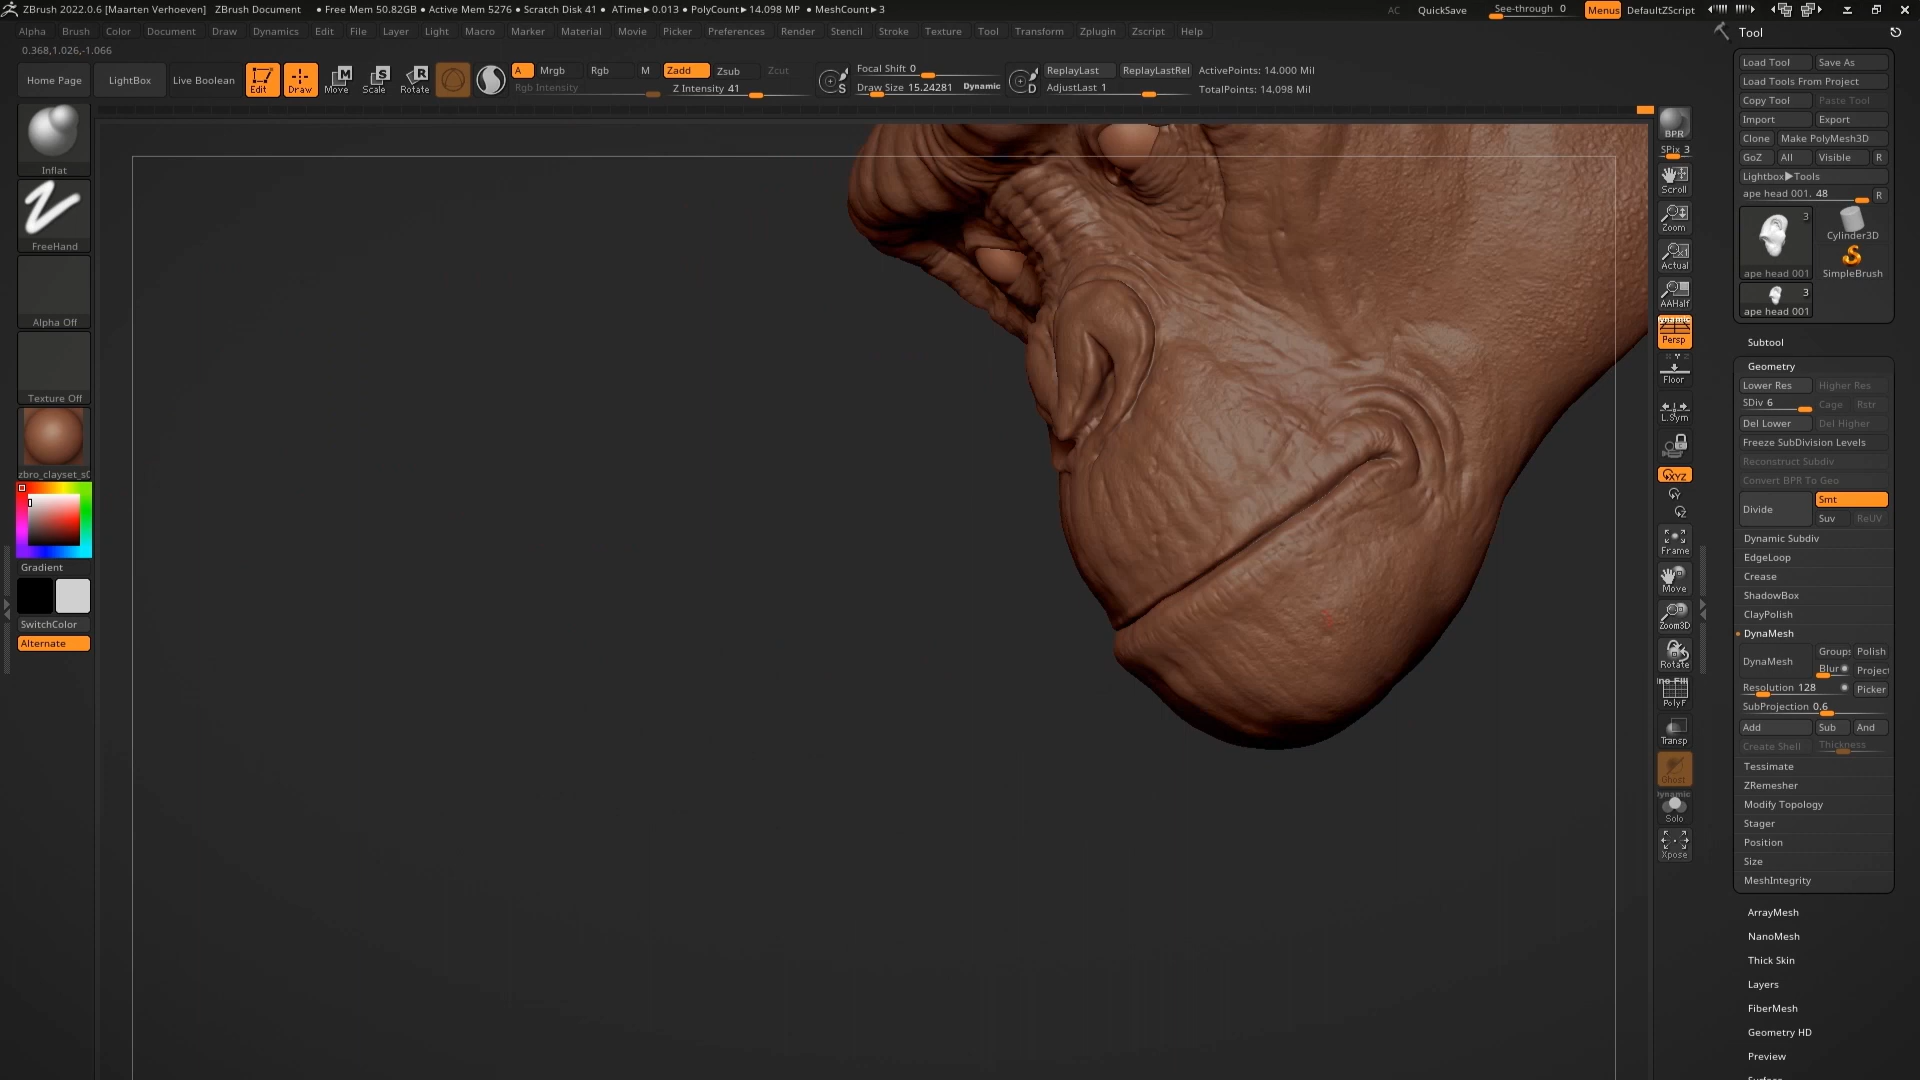 ZBrush 2022.0.6 [Maarten Verhoeven] ZBrush Document • Free Mem 50.82GB • Active Mem 5276 • Scratch Disk 41 • ATime▶0.013 • PolyCount▶14.098 MP • MeshCount▶3 AC QuickSave See-through 0 Menus DefaultZScript
Alpha Brush Color Document Draw Dynamics Edit File Layer Light Macro Marker Material Movie Picker Preferences Render Stencil Stroke Texture Tool Transform Zplugin Zscript Help
0.368,1.026,-1.066
Home Page LightBox Live Boolean Edit Draw Move Scale Rotate
A Mrgb Rgb M Zadd Zsub Zcut
Rgb Intensity Z Intensity 41
Focal Shift 0
Draw Size 15.24281 Dynamic
S D
ReplayLast ReplayLastRel ActivePoints: 14.000 Mil
AdjustLast 1 TotalPoints: 14.098 Mil
Inflat
FreeHand
Alpha Off
Texture Off
zbro_clayset_s0
Gradient
SwitchColor
Alternate
BPR
SPix 3
Scroll
Zoom
Actual
AAHalf
Dynamic
Persp
Floor
L.Sym
XYZ
Frame
Move
Zoom3D
Rotate
PolyF
Transp
Ghost
Dynamic
Solo
Xpose
Tool
Load Tool Save As
Load Tools From Project
Copy Tool Paste Tool
Import Export
Clone Make PolyMesh3D
GoZ All Visible R
Lightbox▶Tools
ape head 001. 48 R
3
Cylinder3D
ape head 001 SimpleBrush
3
ape head 001
Subtool
Geometry
Lower Res Higher Res
SDiv 6 Cage Rstr
Del Lower Del Higher
Freeze SubDivision Levels
Reconstruct Subdiv
Convert BPR To Geo
Divide Smt
Suv ReUV
Dynamic Subdiv
EdgeLoop
Crease
ShadowBox
ClayPolish
DynaMesh
DynaMesh Groups Polish
Blur Project
Resolution 128 Picker
SubProjection 0.6
Add Sub And
Create Shell Thickness
Tessimate
ZRemesher
Modify Topology
Stager
Position
Size
MeshIntegrity
ArrayMesh
NanoMesh
Thick Skin
Layers
FiberMesh
Geometry HD
Preview